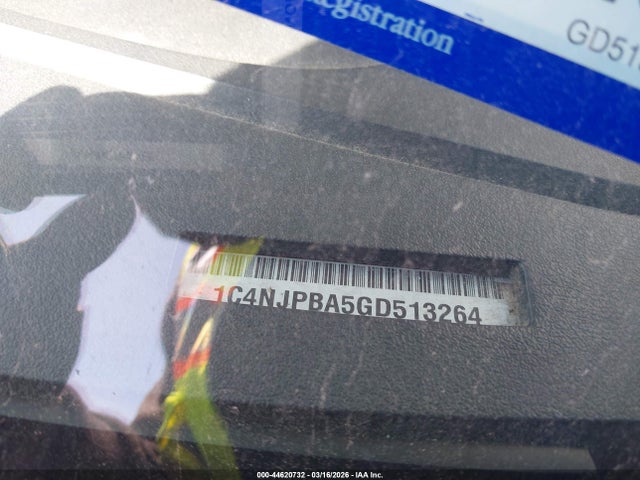 Registration
GD51
1C4NJPBA5GD513264
000-44620732 - 03/16/2026 - IAA Inc.